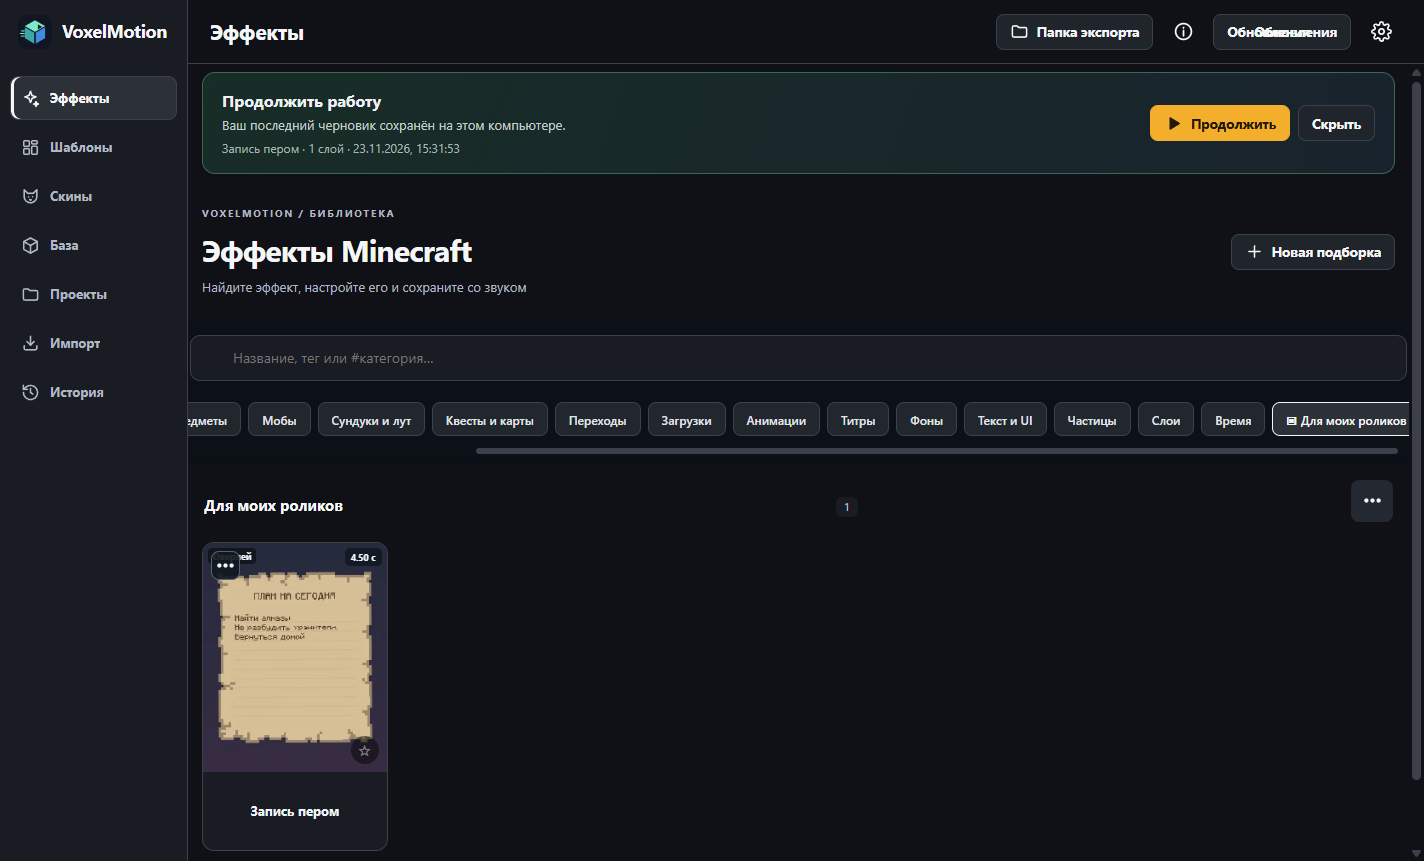 VoxelMotion
Эффекты
Шаблоны
Скины
База
Проекты
Импорт
История
Эффекты
Папка экспорта
Обновления
Продолжить работу
Ваш последний черновик сохранён на этом компьютере.
Запись пером · 1 слой · 23.11.2026, 15:31:53
Продолжить
Скрыть
VOXELMOTION / БИБЛИОТЕКА
Эффекты Minecraft
Найдите эффект, настройте его и сохраните со звуком
Новая подборка
Название, тег или #категория...
едметы
Мобы
Сундуки и лут
Квесты и карты
Переходы
Загрузки
Анимации
Титры
Фоны
Текст и UI
Частицы
Слои
Время
Для моих роликов
Для моих роликов
1
4.50 с
ПЛАН НА СЕГОДНЯ
Найти алмазы
Не разбудить хранителя
Вернуться домой
Запись пером